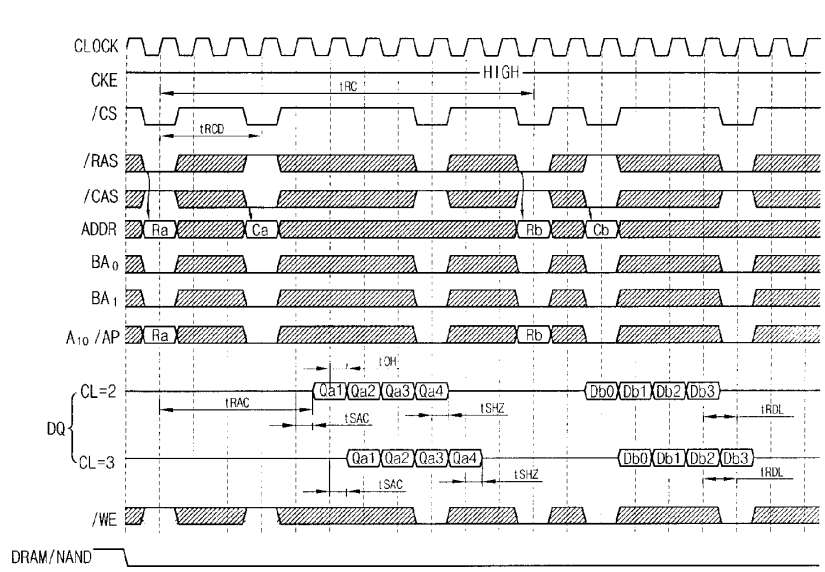 CLOCK
CKE HIGH
tRC
/CS
tRCD
/RAS
/CAS
ADDR Ra Ca Rb Cb
BA0
BA1
A10 /AP Ra Rb
tOH
CL=2 Qa1 Qa2 Qa3 Qa4 Db0 Db1 Db2 Db3
tRAC tSAC tSHZ tRDL
DQ
CL=3 Qa1 Qa2 Qa3 Qa4 Db0 Db1 Db2 Db3
tSAC tSHZ tRDL
/WE
DRAM/NAND